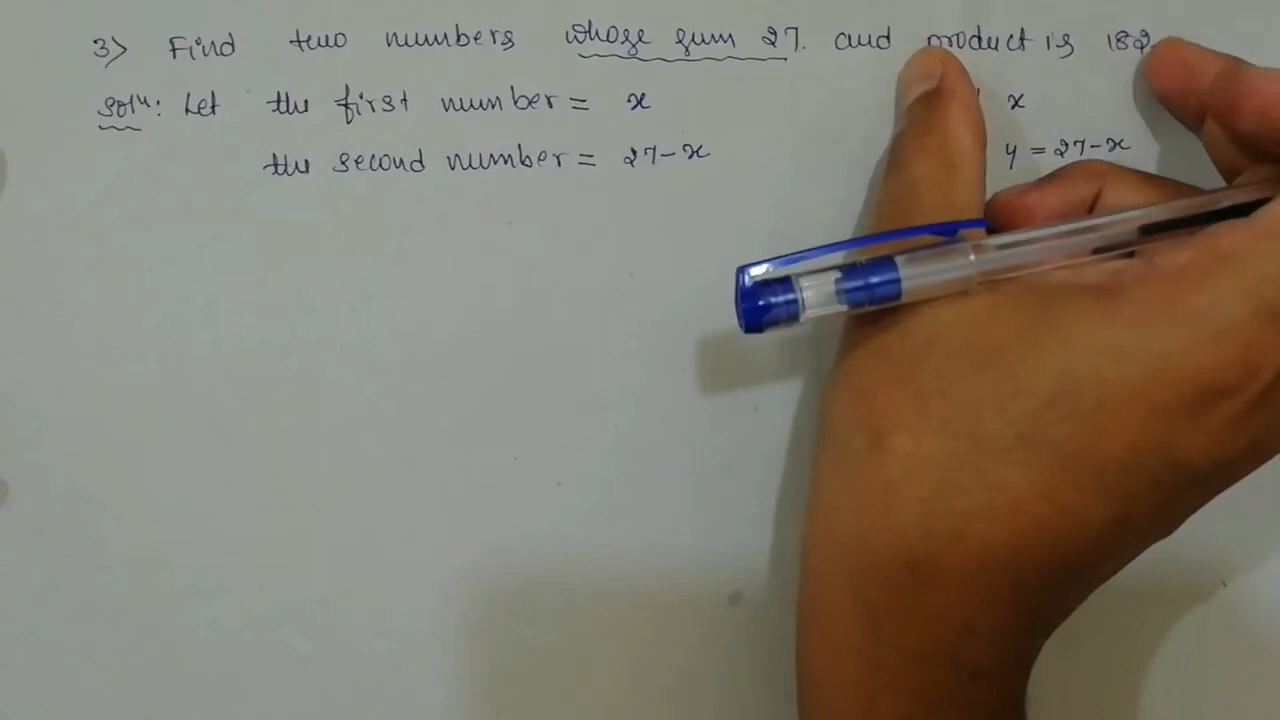 3) Find two numbers whose sum 27. and product is 182
Soln: Let the first number = x
x
the second number = 27-x
y = 27-x